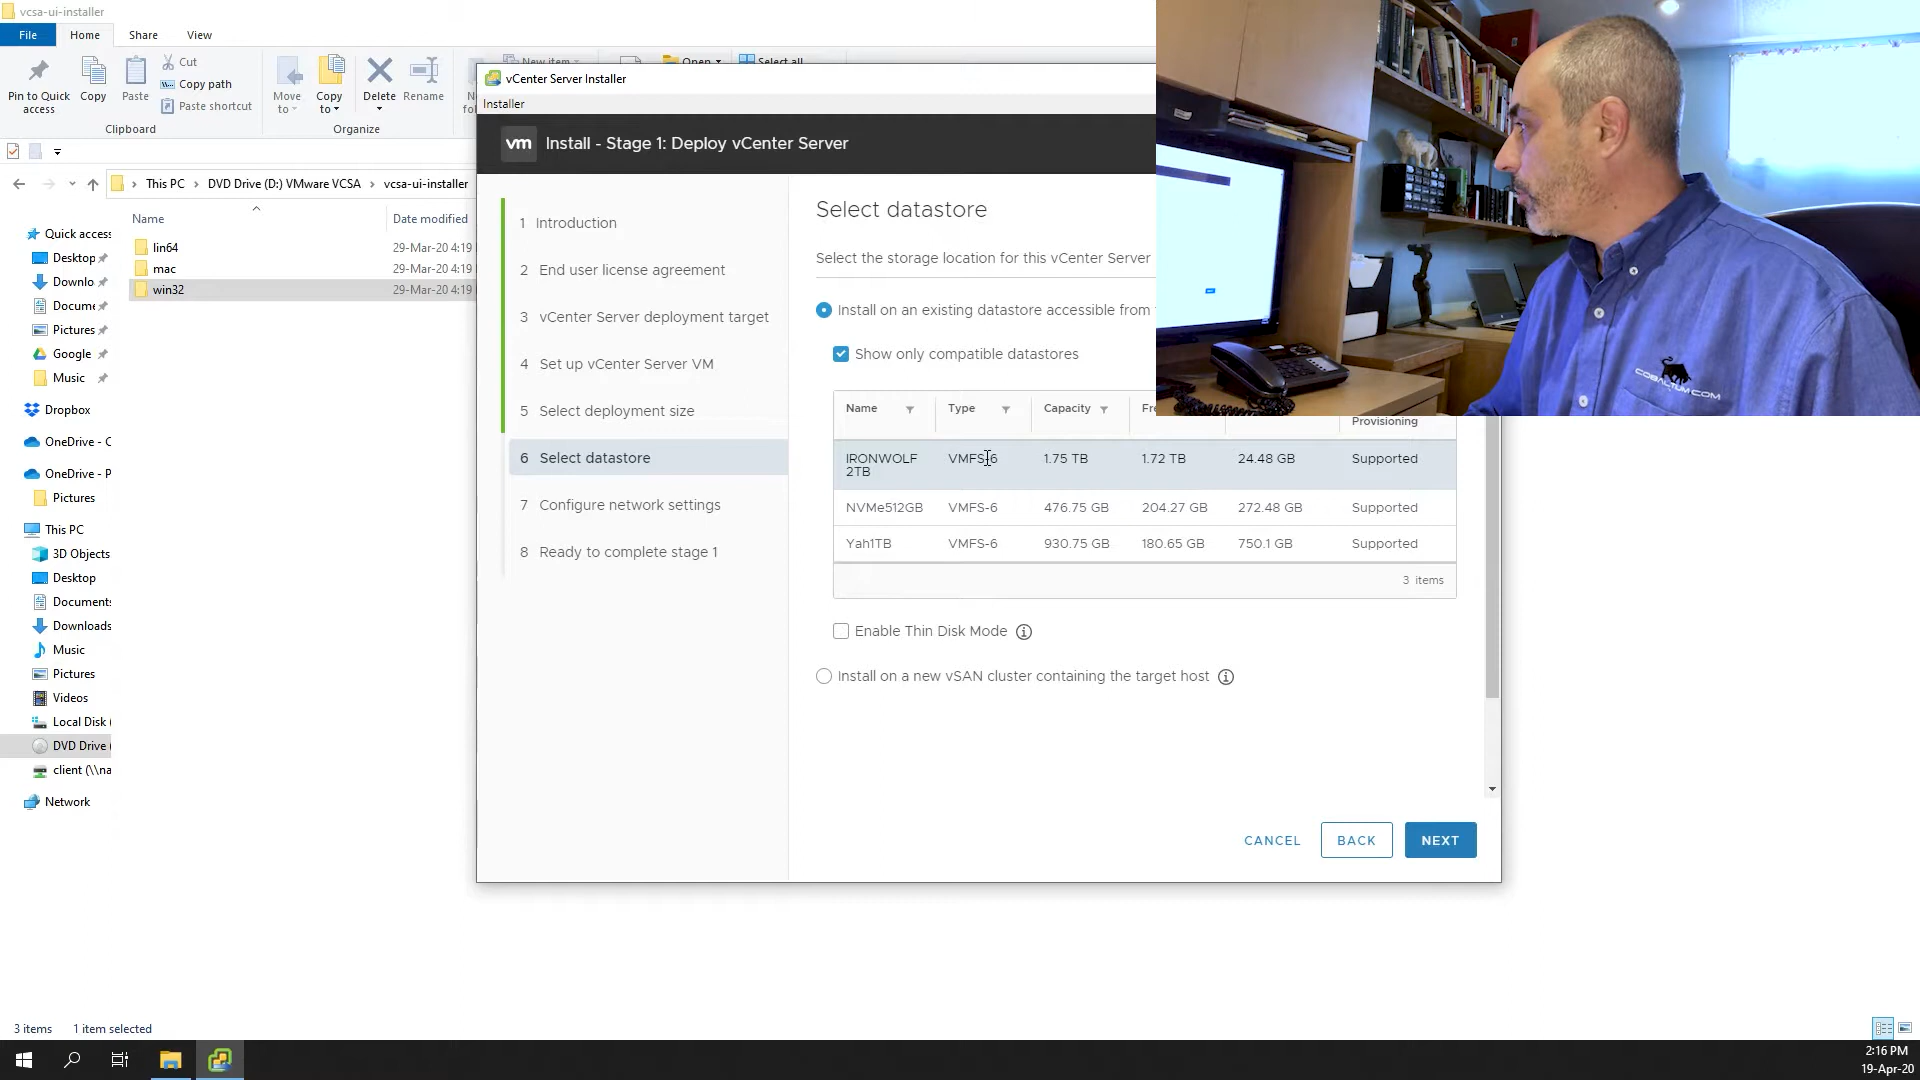 vcsa-ui-installer
File
Home
Share
View
Pin to Quick access
Copy
Paste
Cut
Copy path
Paste shortcut
Clipboard
Move to
Copy to
Delete
Rename
Organize
New item
Open
Select all
This PC > DVD Drive (D:) VMware VCSA > vcsa-ui-installer
Name
Date modified
lin64
29-Mar-20 4:19
mac
29-Mar-20 4:19
win32
29-Mar-20 4:19
Quick access
Desktop
Downlo
Docume
Pictures
Google
Music
Dropbox
OneDrive - C
OneDrive - P
Pictures
This PC
3D Objects
Desktop
Documents
Downloads
Music
Pictures
Videos
Local Disk (
DVD Drive (
client (\\na
Network
3 items
1 item selected
vCenter Server Installer
Installer
vm Install - Stage 1: Deploy vCenter Server
1 Introduction
2 End user license agreement
3 vCenter Server deployment target
4 Set up vCenter Server VM
5 Select deployment size
6 Select datastore
7 Configure network settings
8 Ready to complete stage 1
Select datastore
Select the storage location for this vCenter Server
Install on an existing datastore accessible from
Show only compatible datastores
Name Type Capacity Fre Provisioning
IRONWOLF 2TB VMFS-6 1.75 TB 1.72 TB 24.48 GB Supported
NVMe512GB VMFS-6 476.75 GB 204.27 GB 272.48 GB Supported
Yah1TB VMFS-6 930.75 GB 180.65 GB 750.1 GB Supported
3 items
Enable Thin Disk Mode
Install on a new vSAN cluster containing the target host
CANCEL
BACK
NEXT
COBALTUM.COM
2:16 PM
19-Apr-20